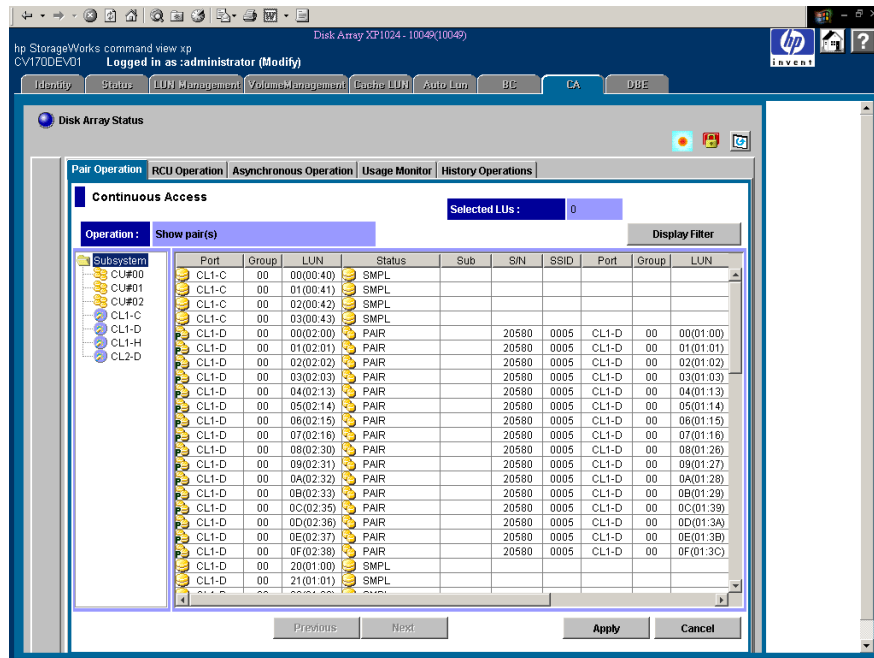 Disk Array XP1024 - 10049(10049)
hp StorageWorks command view xp
CV170DEV01 Logged in as :administrator (Modify)
hp
invent
Identity Status LUN Management VolumeManagement Cache LUN Auto Lun BC CA DBE
Disk Array Status
Pair Operation RCU Operation Asynchronous Operation Usage Monitor History Operations
Continuous Access
Selected LUs : 0
Operation : Show pair(s) Display Filter
Subsystem
CU#00
CU#01
CU#02
CL1-C
CL1-D
CL1-H
CL2-D
Port Group LUN Status Sub S/N SSID Port Group LUN
CL1-C 00 00(00:40) SMPL
CL1-C 00 01(00:41) SMPL
CL1-C 00 02(00:42) SMPL
CL1-C 00 03(00:43) SMPL
CL1-D 00 00(02:00) PAIR 20580 0005 CL1-D 00 00(01:00)
CL1-D 00 01(02:01) PAIR 20580 0005 CL1-D 00 01(01:01)
CL1-D 00 02(02:02) PAIR 20580 0005 CL1-D 00 02(01:02)
CL1-D 00 03(02:03) PAIR 20580 0005 CL1-D 00 03(01:03)
CL1-D 00 04(02:13) PAIR 20580 0005 CL1-D 00 04(01:13)
CL1-D 00 05(02:14) PAIR 20580 0005 CL1-D 00 05(01:14)
CL1-D 00 06(02:15) PAIR 20580 0005 CL1-D 00 06(01:15)
CL1-D 00 07(02:16) PAIR 20580 0005 CL1-D 00 07(01:16)
CL1-D 00 08(02:30) PAIR 20580 0005 CL1-D 00 08(01:26)
CL1-D 00 09(02:31) PAIR 20580 0005 CL1-D 00 09(01:27)
CL1-D 00 0A(02:32) PAIR 20580 0005 CL1-D 00 0A(01:28)
CL1-D 00 0B(02:33) PAIR 20580 0005 CL1-D 00 0B(01:29)
CL1-D 00 0C(02:35) PAIR 20580 0005 CL1-D 00 0C(01:39)
CL1-D 00 0D(02:36) PAIR 20580 0005 CL1-D 00 0D(01:3A)
CL1-D 00 0E(02:37) PAIR 20580 0005 CL1-D 00 0E(01:3B)
CL1-D 00 0F(02:38) PAIR 20580 0005 CL1-D 00 0F(01:3C)
CL1-D 00 20(01:00) SMPL
CL1-D 00 21(01:01) SMPL
Previous Next Apply Cancel